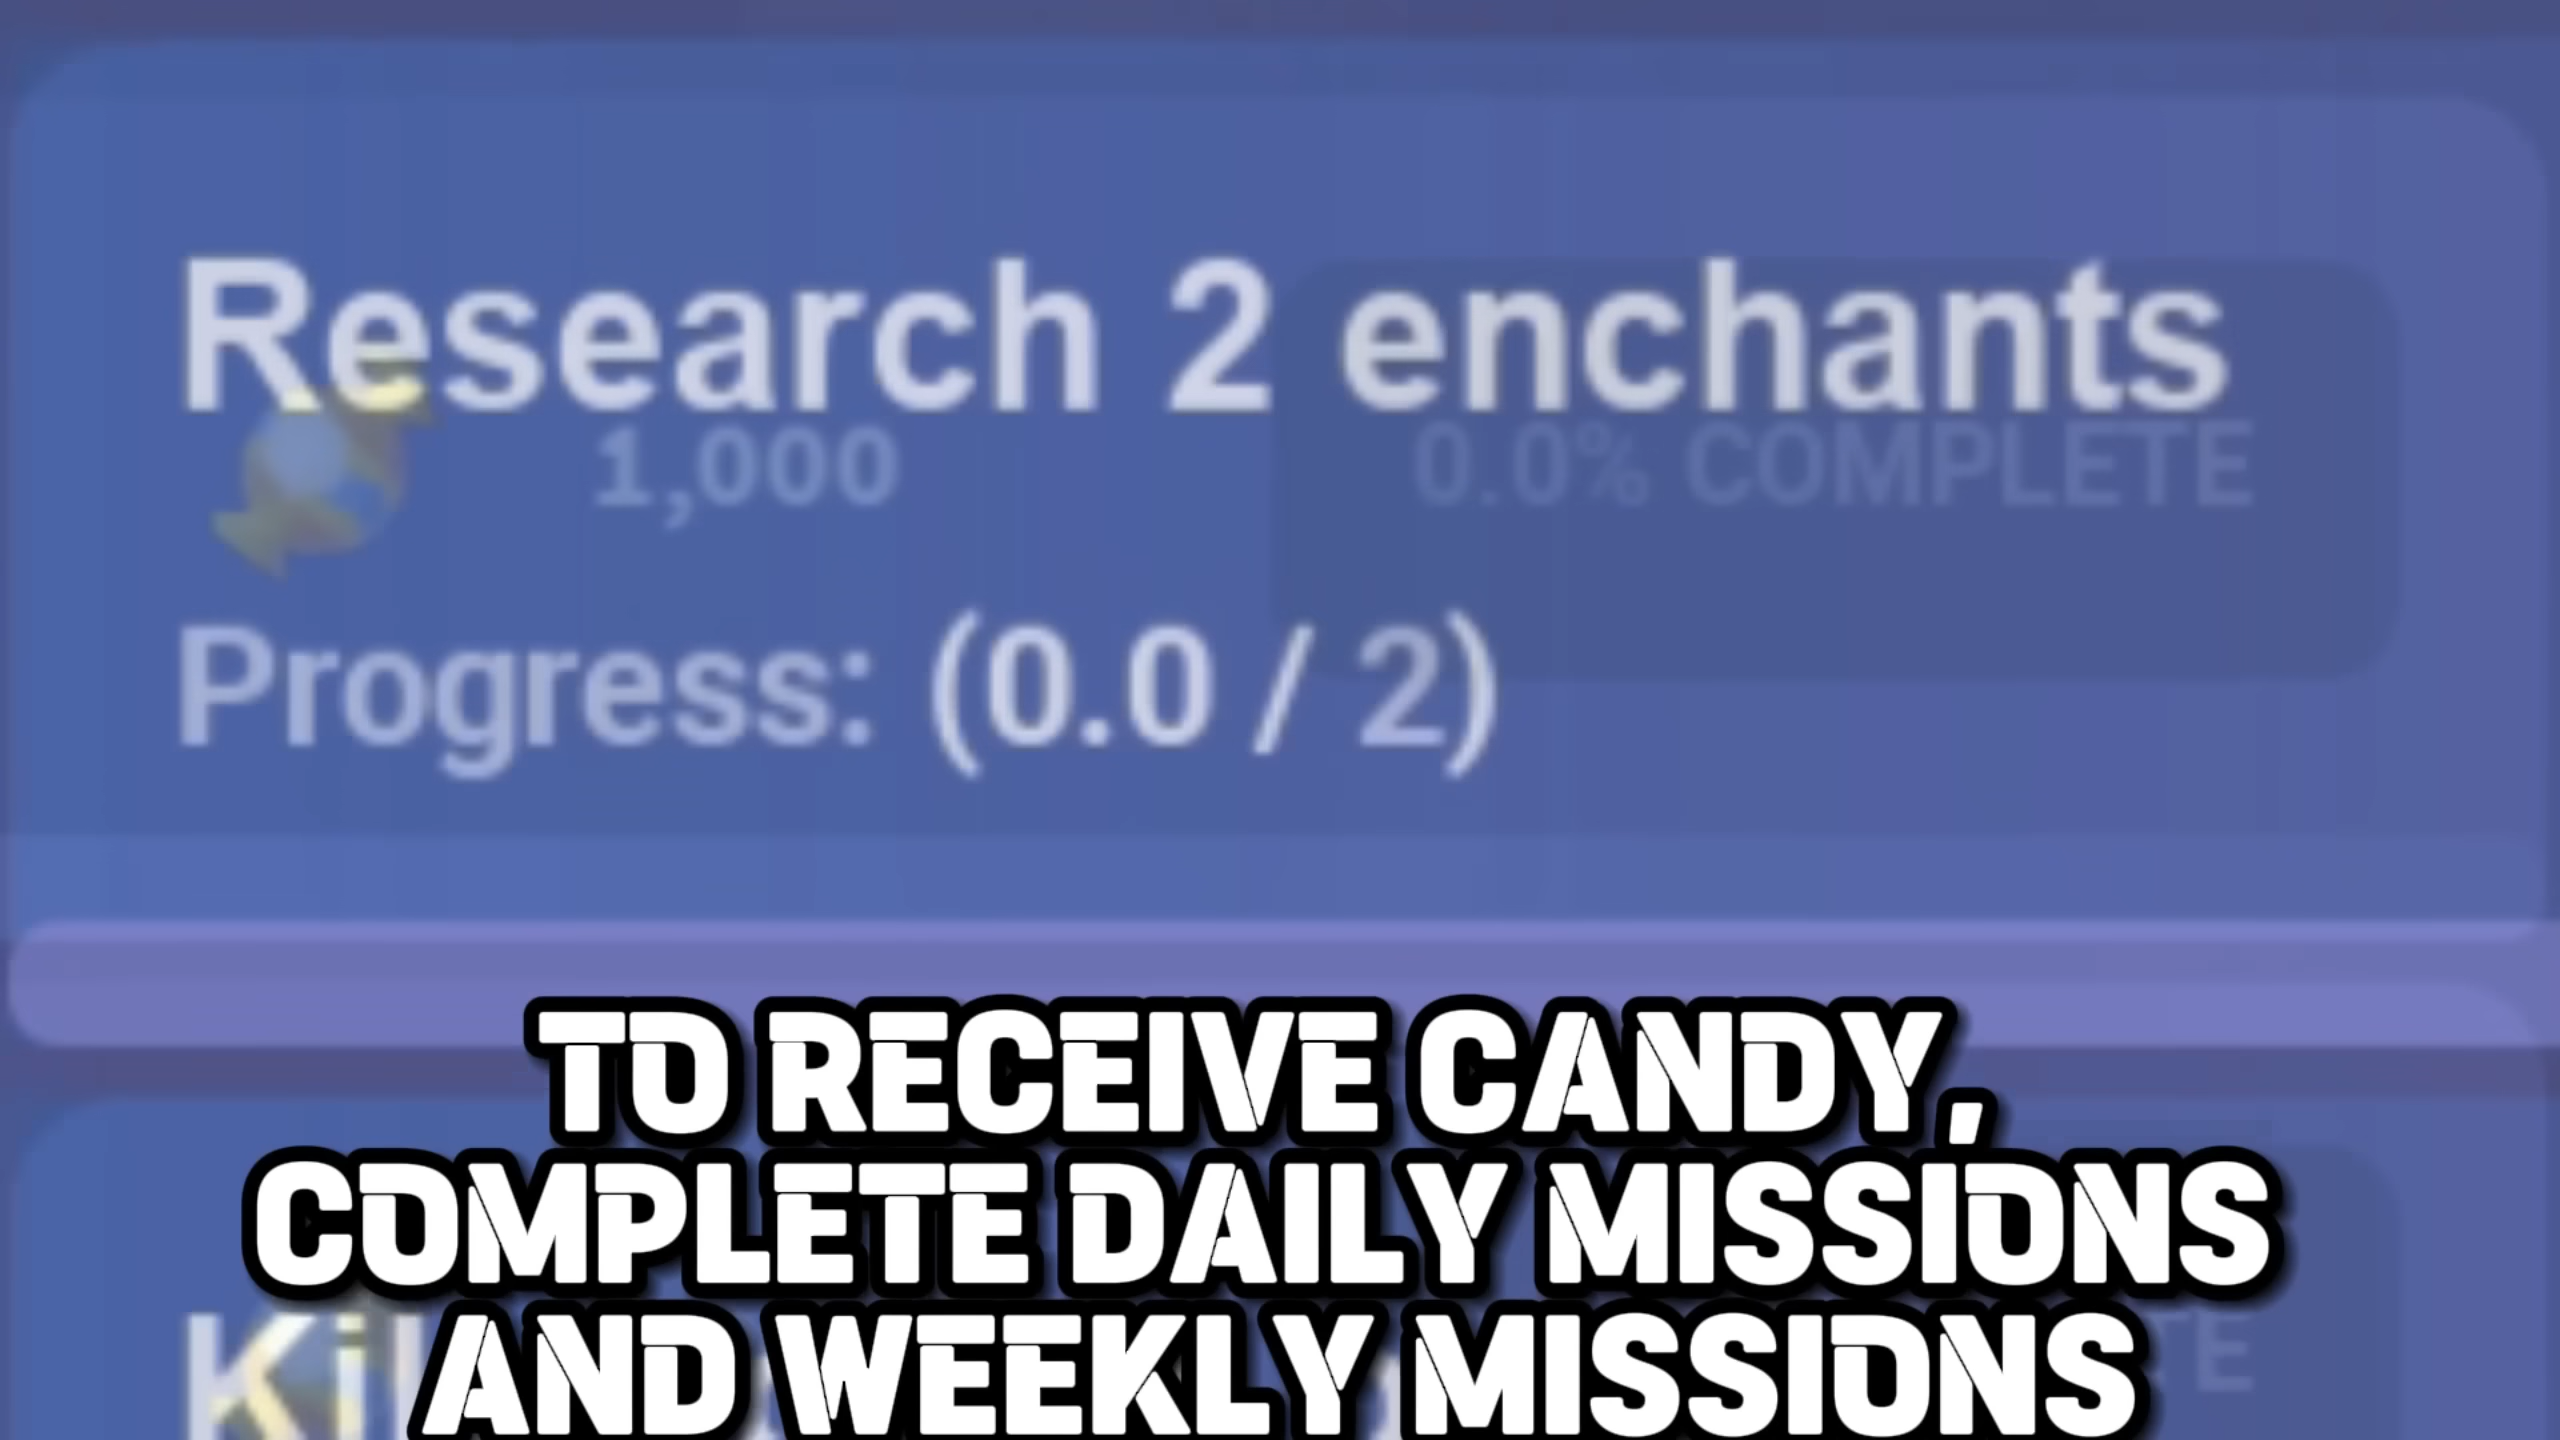 Research 2 enchants
1,000
0.0% COMPLETE
Progress: (0.0 / 2)
TO RECEIVE CANDY,
COMPLETE DAILY MISSIONS
AND WEEKLY MISSIONS